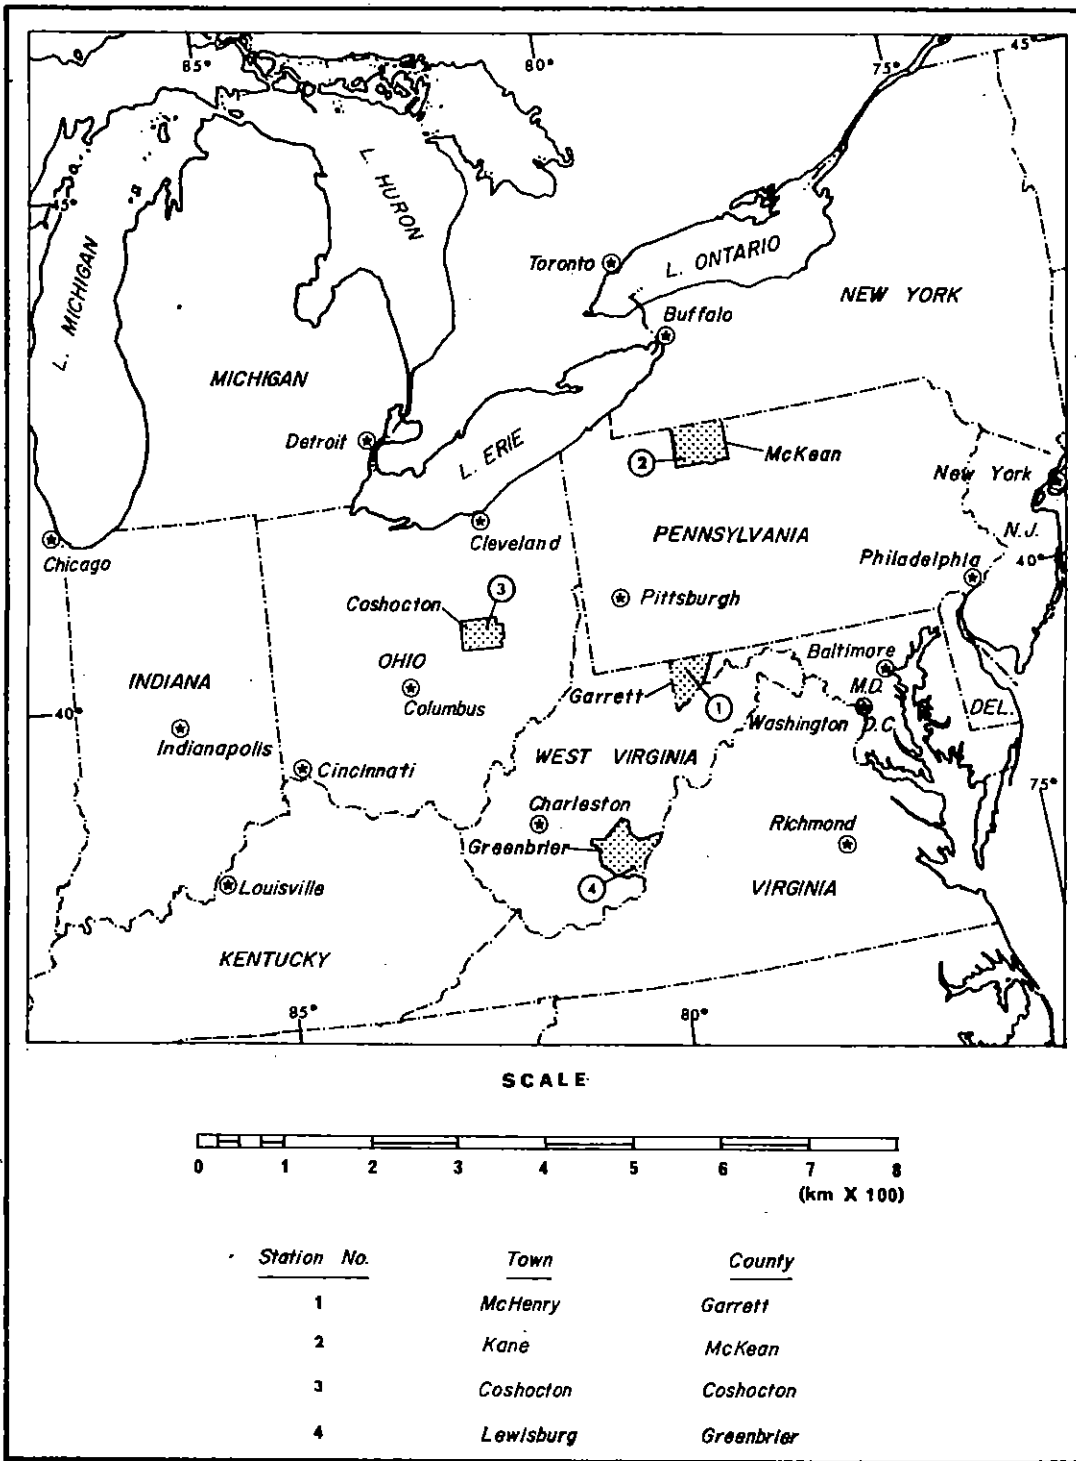 85°
80°
75°
45°
45°
L. HURON
L. MICHIGAN
Toronto
L. ONTARIO
NEW YORK
Buffalo
MICHIGAN
Detroit
L. ERIE
2
McKean
New York
Cleveland
PENNSYLVANIA
N.J.
Chicago
Philadelphia
40°
Coshocton
3
Pittsburgh
OHIO
Baltimore
INDIANA
Garrett
1
M.D.
DEL.
Columbus
40°
Washington D.C.
Indianapolis
WEST VIRGINIA
Cincinnati
75°
Charleston
Richmond
Greenbrier
4
Louisville
VIRGINIA
KENTUCKY
85°
80°
SCALE
0 1 2 3 4 5 6 7 8
(km X 100)
Station No. Town County
1 McHenry Garrett
2 Kane McKean
3 Coshocton Coshocton
4 Lewisburg Greenbrier